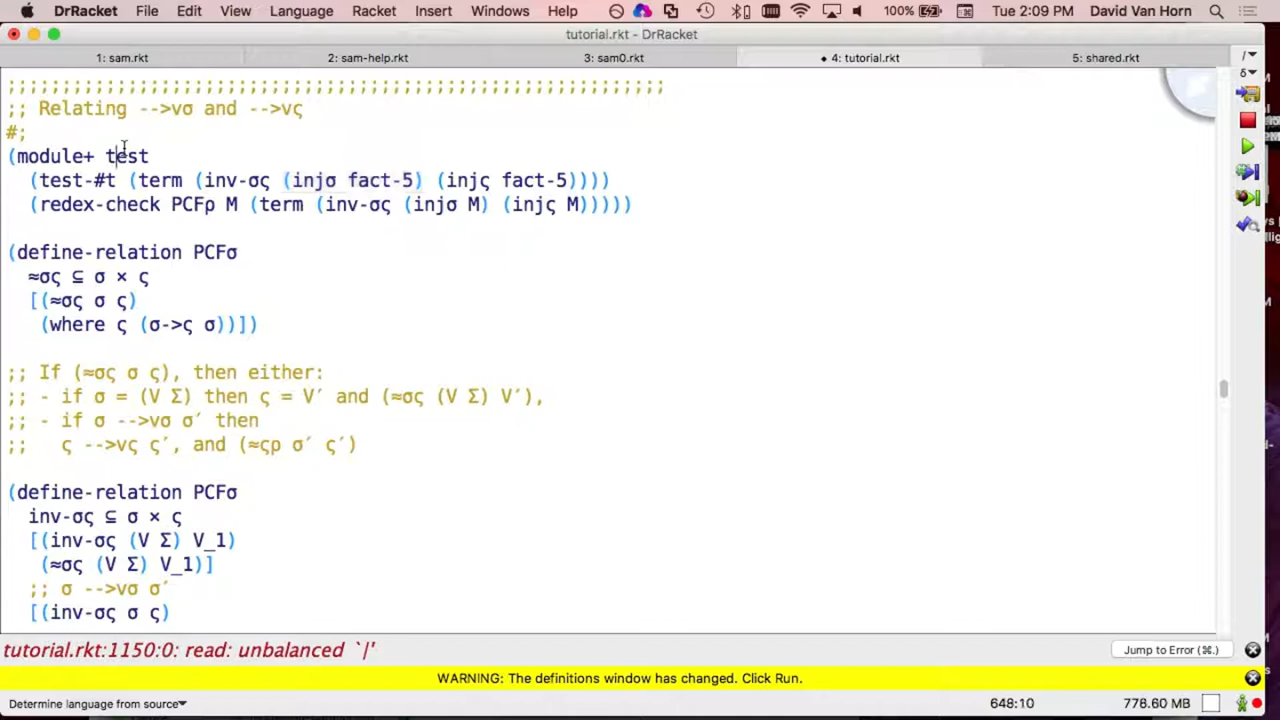 DrRacket File Edit View Language Racket Insert Windows Help 100% Tue 2:09 PM David Van Horn
tutorial.rkt - DrRacket
1: sam.rkt 2: sam-help.rkt 3: sam0.rkt • 4: tutorial.rkt 5: shared.rkt
;;;;;;;;;;;;;;;;;;;;;;;;;;;;;;;;;;;;;;;;;;;;;;;;;;;;;;;;;;;;
;; Relating -->vσ and -->vς
#;
(module+ test
(test-#t (term (inv-σς (injσ fact-5) (injς fact-5))))
(redex-check PCFρ M (term (inv-σς (injσ M) (injς M)))))
(define-relation PCFσ
≈σς ⊆ σ × ς
[(≈σς σ ς)
(where ς (σ->ς σ))])
;; If (≈σς σ ς), then either:
;; - if σ = (V Σ) then ς = V′ and (≈σς (V Σ) V′),
;; - if σ -->vσ σ′ then
;; ς -->vς ς′, and (≈ςρ σ′ ς′)
(define-relation PCFσ
inv-σς ⊆ σ × ς
[(inv-σς (V Σ) V_1)
(≈σς (V Σ) V_1)]
;; σ -->vσ σ′
[(inv-σς σ ς)
tutorial.rkt:1150:0: read: unbalanced `|'
Jump to Error (⌘.)
WARNING: The definitions window has changed. Click Run.
Determine language from source▾ 648:10 778.60 MB